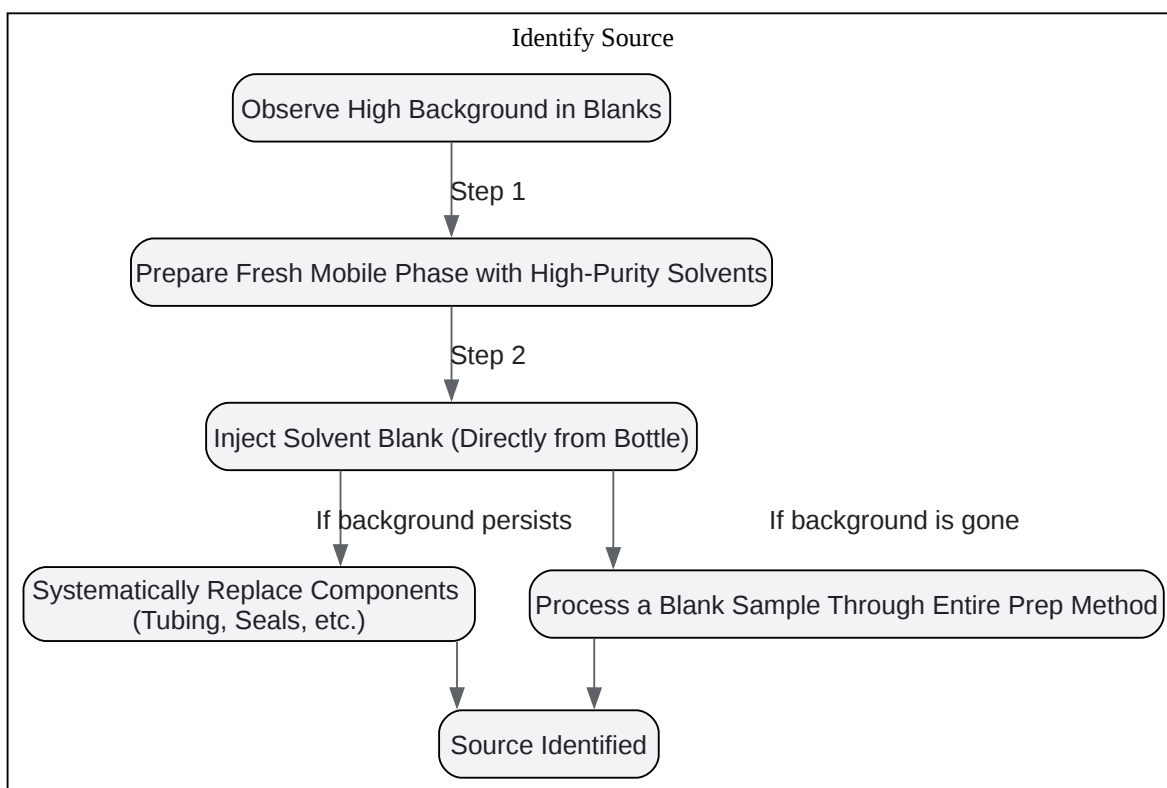 Identify Source
Observe High Background in Blanks
Step 1
Prepare Fresh Mobile Phase with High-Purity Solvents
Step 2
Inject Solvent Blank (Directly from Bottle)
If background persists
If background is gone
Systematically Replace Components
(Tubing, Seals, etc.)
Process a Blank Sample Through Entire Prep Method
Source Identified